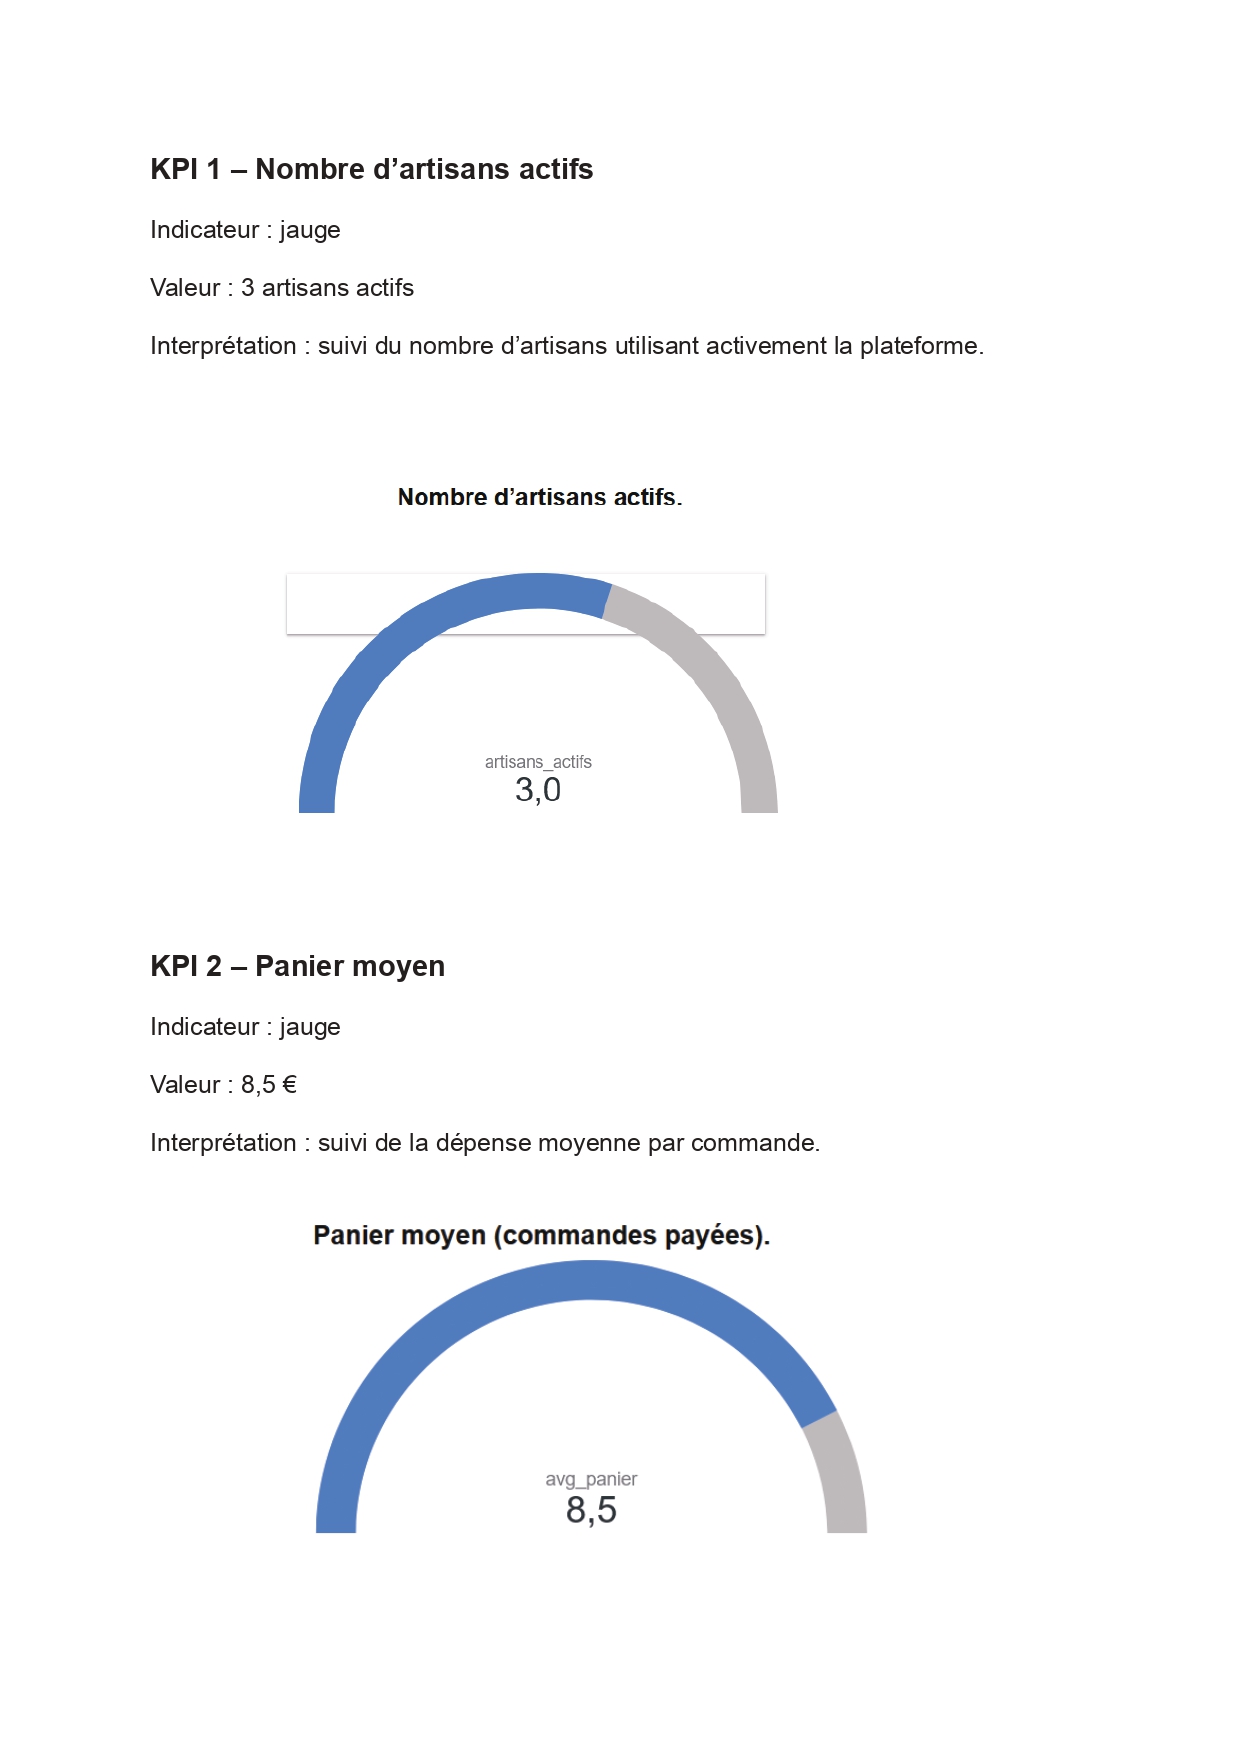 KPI 1 – Nombre d’artisans actifs
Indicateur : jauge
Valeur : 3 artisans actifs
Interprétation : suivi du nombre d’artisans utilisant activement la plateforme.
Nombre d’artisans actifs.
artisans_actifs
3,0
KPI 2 – Panier moyen
Indicateur : jauge
Valeur : 8,5 €
Interprétation : suivi de la dépense moyenne par commande.
Panier moyen (commandes payées).
avg_panier
8,5